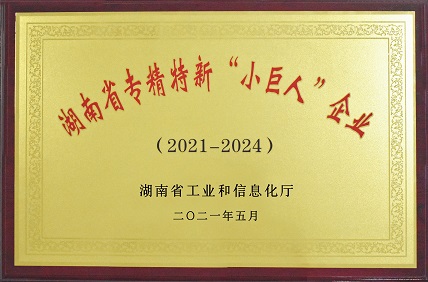 湖南省专精特新“小巨人”企业
（2021-2024）
湖南省工业和信息化厅
二〇二一年五月